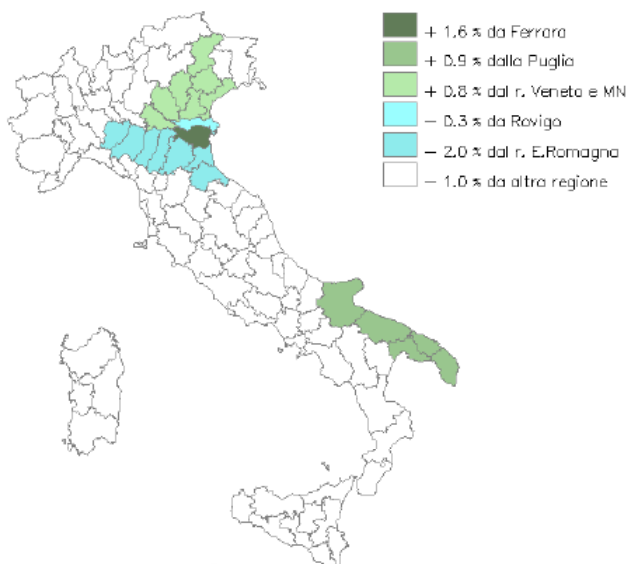 + 1.6 % da Ferrara
+ 0.9 % dalla Puglia
+ 0.8 % dal r. Veneto e MN
− 0.3 % da Rovigo
− 2.0 % dal r. E.Romagna
− 1.0 % da altra regione